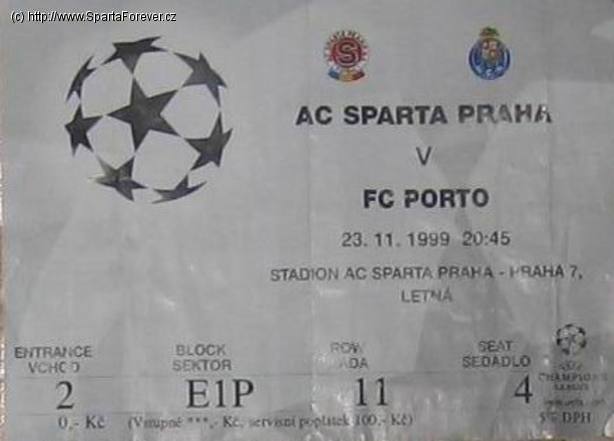 (c) http://www.SpartaForever.cz
AC SPARTA PRAHA
V
FC PORTO
23. 11. 1999 20:45
STADION AC SPARTA PRAHA - PRAHA 7,
LETNÁ
ENTRANCE BLOCK ROW SEAT
VCHOD SEKTOR ŘADA SEDADLO
2 E1P 11 4
CHAMPIONS
LEAGUE
0,- Kč (Vstupné ***,- Kč, servisní poplatek 100,- Kč) 5% DPH